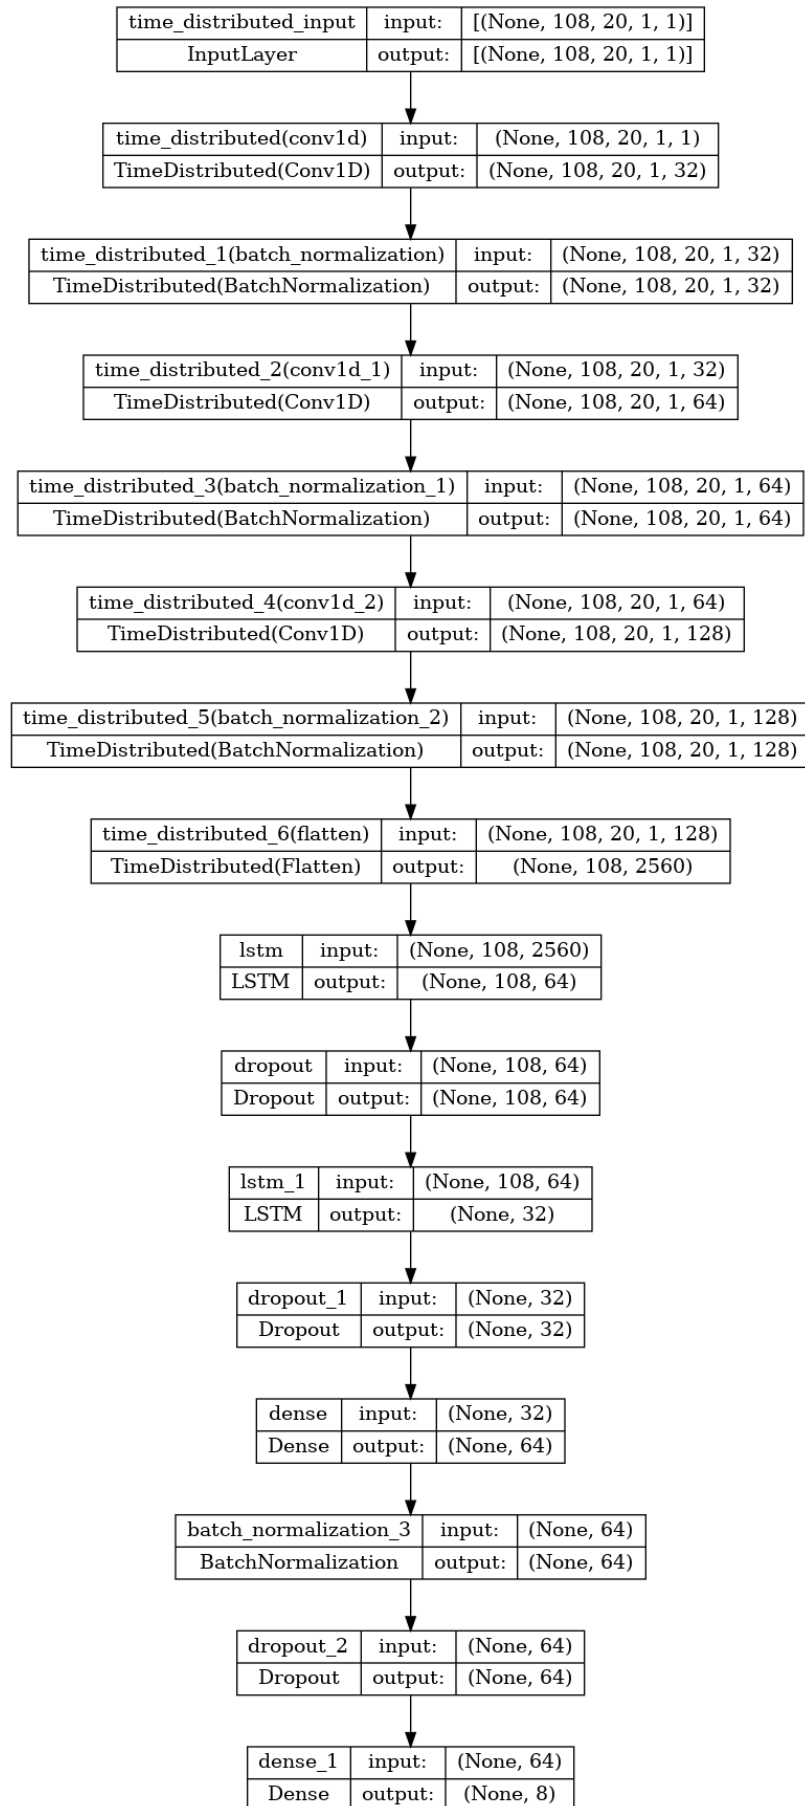 time_distributed_input input: [(None, 108, 20, 1, 1)]
InputLayer output: [(None, 108, 20, 1, 1)]
time_distributed(conv1d) input: (None, 108, 20, 1, 1)
TimeDistributed(Conv1D) output: (None, 108, 20, 1, 32)
time_distributed_1(batch_normalization) input: (None, 108, 20, 1, 32)
TimeDistributed(BatchNormalization) output: (None, 108, 20, 1, 32)
time_distributed_2(conv1d_1) input: (None, 108, 20, 1, 32)
TimeDistributed(Conv1D) output: (None, 108, 20, 1, 64)
time_distributed_3(batch_normalization_1) input: (None, 108, 20, 1, 64)
TimeDistributed(BatchNormalization) output: (None, 108, 20, 1, 64)
time_distributed_4(conv1d_2) input: (None, 108, 20, 1, 64)
TimeDistributed(Conv1D) output: (None, 108, 20, 1, 128)
time_distributed_5(batch_normalization_2) input: (None, 108, 20, 1, 128)
TimeDistributed(BatchNormalization) output: (None, 108, 20, 1, 128)
time_distributed_6(flatten) input: (None, 108, 20, 1, 128)
TimeDistributed(Flatten) output: (None, 108, 2560)
lstm input: (None, 108, 2560)
LSTM output: (None, 108, 64)
dropout input: (None, 108, 64)
Dropout output: (None, 108, 64)
lstm_1 input: (None, 108, 64)
LSTM output: (None, 32)
dropout_1 input: (None, 32)
Dropout output: (None, 32)
dense input: (None, 32)
Dense output: (None, 64)
batch_normalization_3 input: (None, 64)
BatchNormalization output: (None, 64)
dropout_2 input: (None, 64)
Dropout output: (None, 64)
dense_1 input: (None, 64)
Dense output: (None, 8)